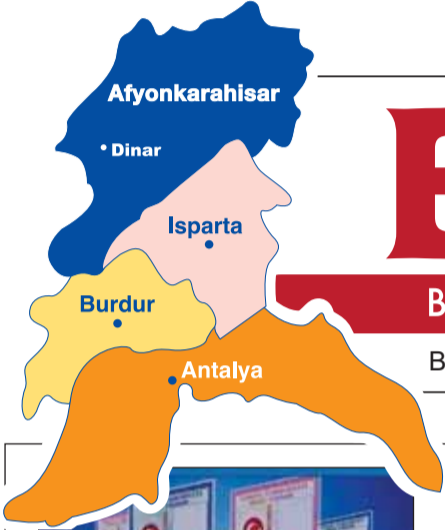 Afyonkarahisar
• Dinar
Isparta
Burdur
Antalya
E
B
B